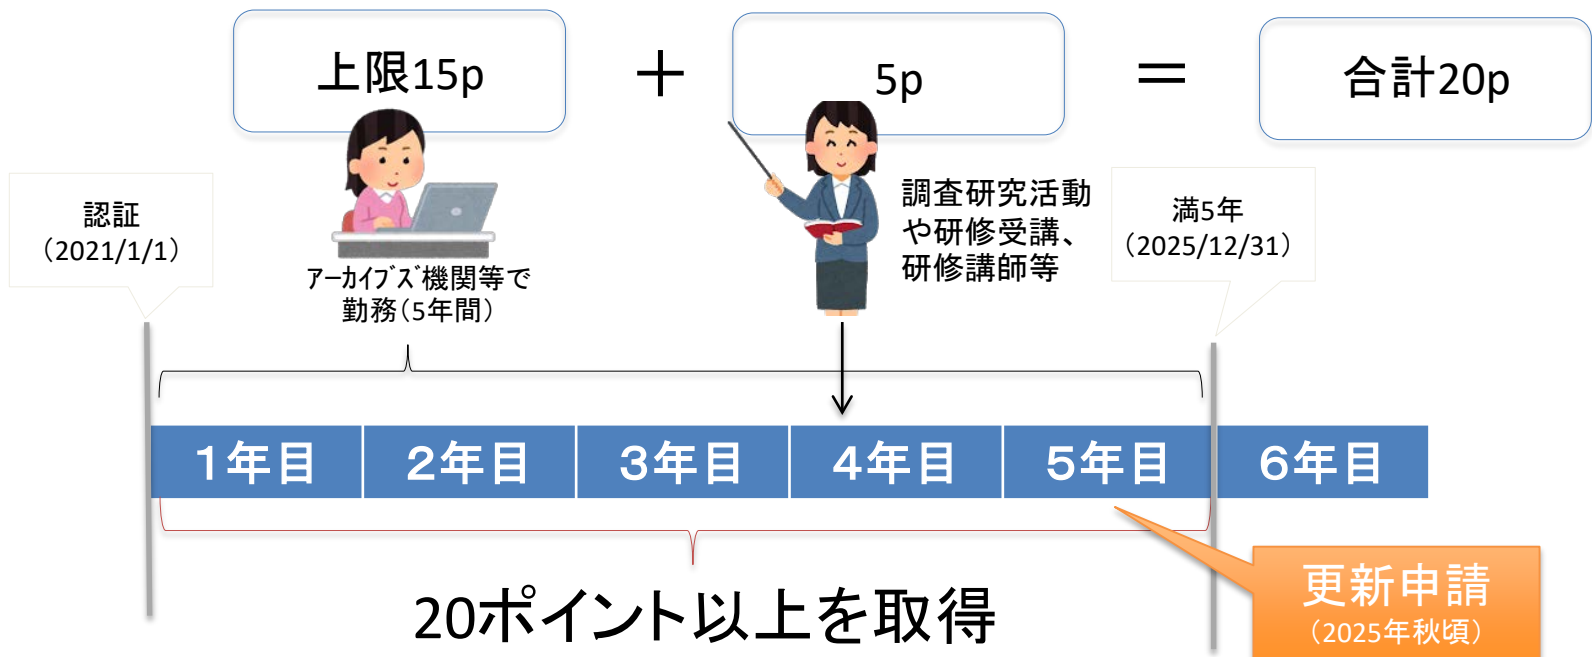 上限15p
＋
5p
＝
合計20p
認証
（2021/1/1）
ｱｰｶｲﾌﾞｽﾞ機関等で
勤務（5年間）
調査研究活動
や研修受講、
研修講師等
満5年
（2025/12/31）
１年目
２年目
３年目
４年目
５年目
６年目
20ポイント以上を取得
更新申請
（2025年秋頃）